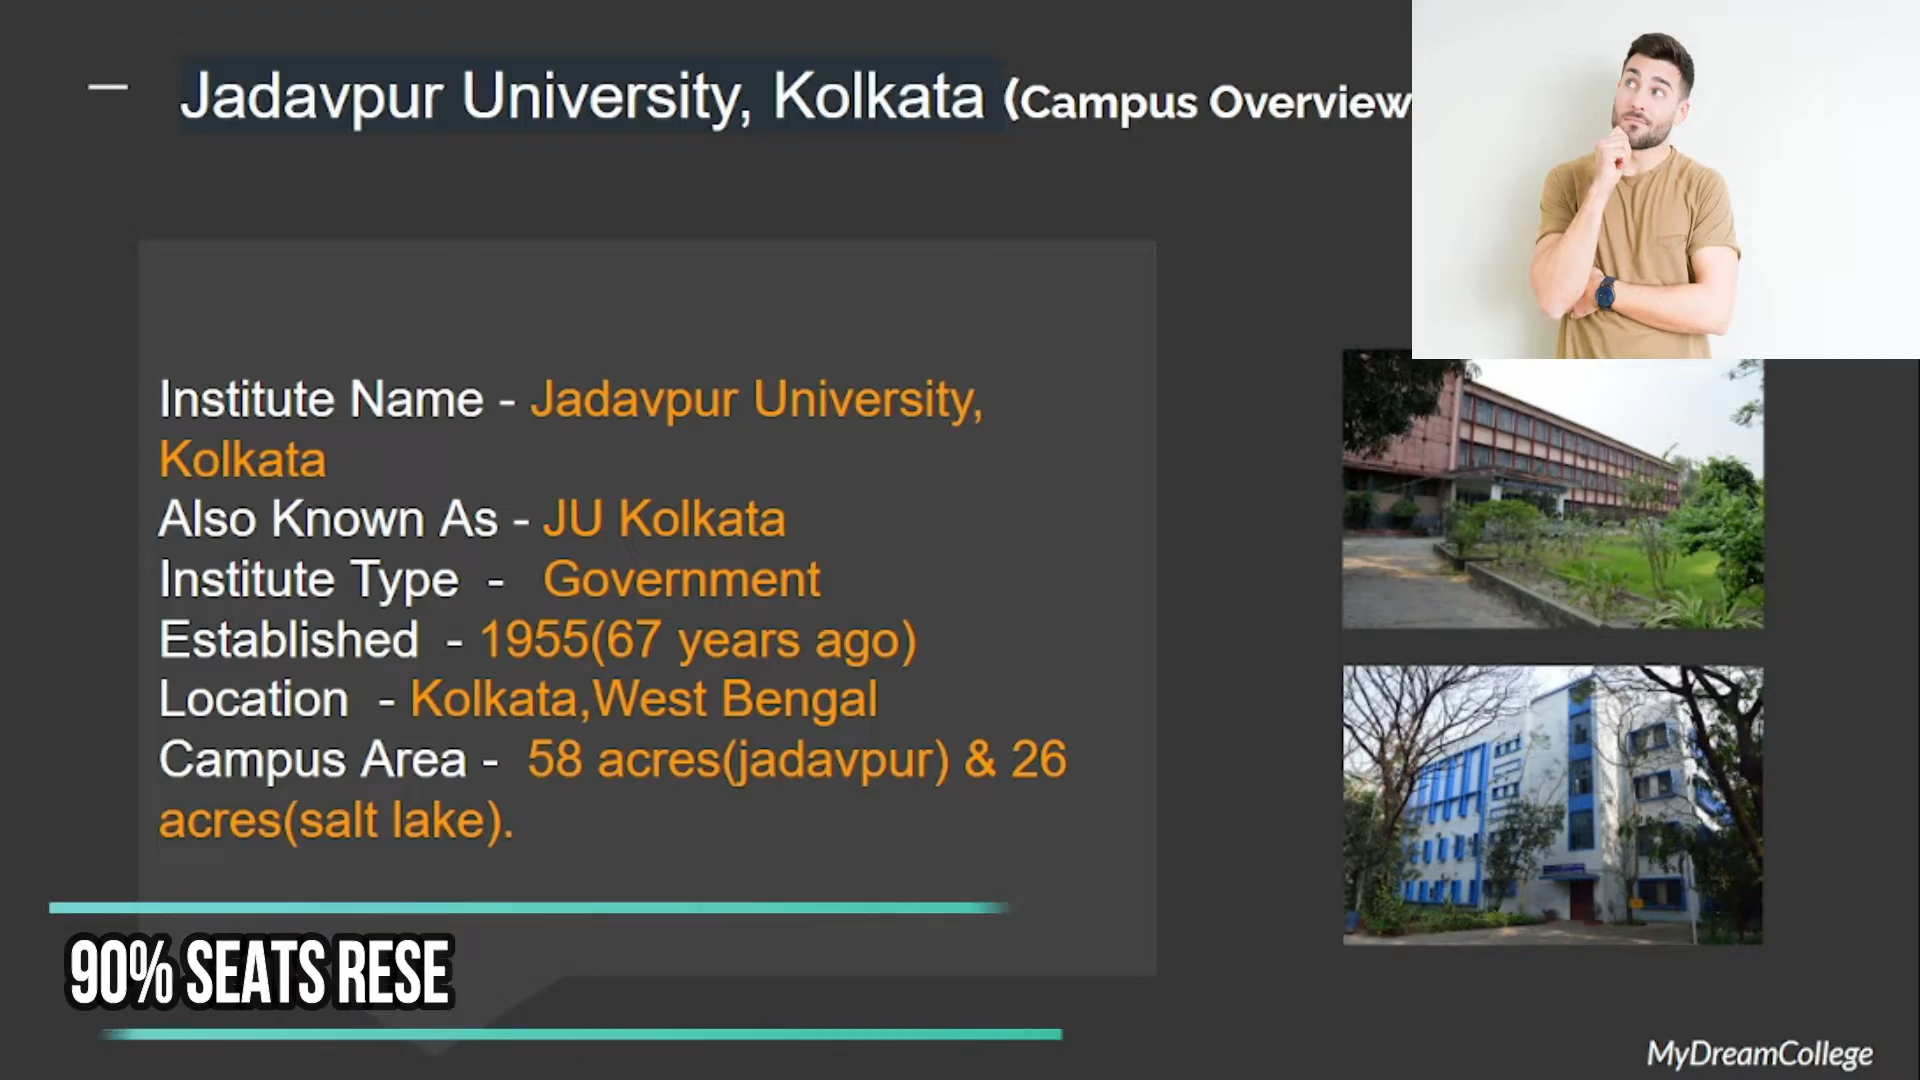 Jadavpur University, Kolkata (Campus Overview
Institute Name - Jadavpur University,
Kolkata
Also Known As - JU Kolkata
Institute Type - Government
Established - 1955(67 years ago)
Location - Kolkata,West Bengal
Campus Area - 58 acres(jadavpur) & 26
acres(salt lake).
90% SEATS RESE
MyDreamCollege